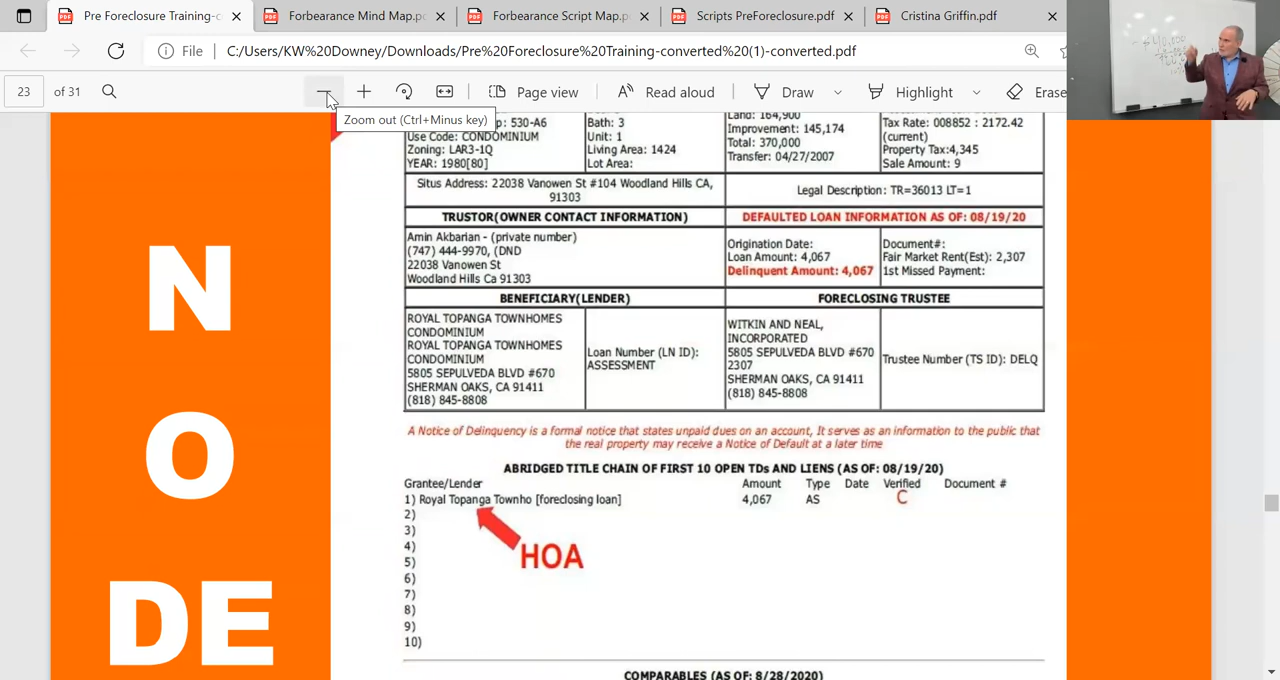 Pre Foreclosure Training-c
Forbearance Mind Map.p
Forbearance Script Map.p
Scripts PreForeclosure.pdf
Cristina Griffin.pdf
File
C:/Users/KW%20Downey/Downloads/Pre%20Foreclosure%20Training-converted%20(1)-converted.pdf
23 of 31
Page view
Read aloud
Draw
Highlight
Erase
Zoom out (Ctrl+Minus key)
530-A6
Use Code: CONDOMINIUM
Zoning: LAR3-1Q
YEAR: 1980[80]
Bath: 3
Unit: 1
Living Area: 1424
Lot Area:
Land: 164,900
Improvement: 145,174
Total: 370,000
Transfer: 04/27/2007
Tax Rate: 008852 : 2172.42
(current)
Property Tax:4,345
Sale Amount: 9
Situs Address: 22038 Vanowen St #104 Woodland Hills CA,
91303
Legal Description: TR=36013 LT=1
TRUSTOR(OWNER CONTACT INFORMATION)
DEFAULTED LOAN INFORMATION AS OF: 08/19/20
Amin Akbarian - (private number)
(747) 444-9970, (DND
22038 Vanowen St
Woodland Hills Ca 91303
Origination Date:
Loan Amount: 4,067
Delinquent Amount: 4,067
Document#:
Fair Market Rent(Est): 2,307
1st Missed Payment:
BENEFICIARY(LENDER)
FORECLOSING TRUSTEE
ROYAL TOPANGA TOWNHOMES
CONDOMINIUM
ROYAL TOPANGA TOWNHOMES
CONDOMINIUM
5805 SEPULVEDA BLVD #670
SHERMAN OAKS, CA 91411
(818) 845-8808
Loan Number (LN ID):
ASSESSMENT
WITKIN AND NEAL,
INCORPORATED
5805 SEPULVEDA BLVD #670
2307
SHERMAN OAKS, CA 91411
(818) 845-8808
Trustee Number (TS ID): DELQ
A Notice of Delinquency is a formal notice that states unpaid dues on an account, It serves as an information to the public that
the real property may receive a Notice of Default at a later time
ABRIDGED TITLE CHAIN OF FIRST 10 OPEN TDs AND LIENS (AS OF: 08/19/20)
Grantee/Lender Amount Type Date Verified Document #
1) Royal Topanga Townho [foreclosing loan] 4,067 AS C
2)
3)
4)
5)
6)
7)
8)
9)
10)
HOA
COMPARABLES (AS OF: 8/28/2020)
N
O
DE